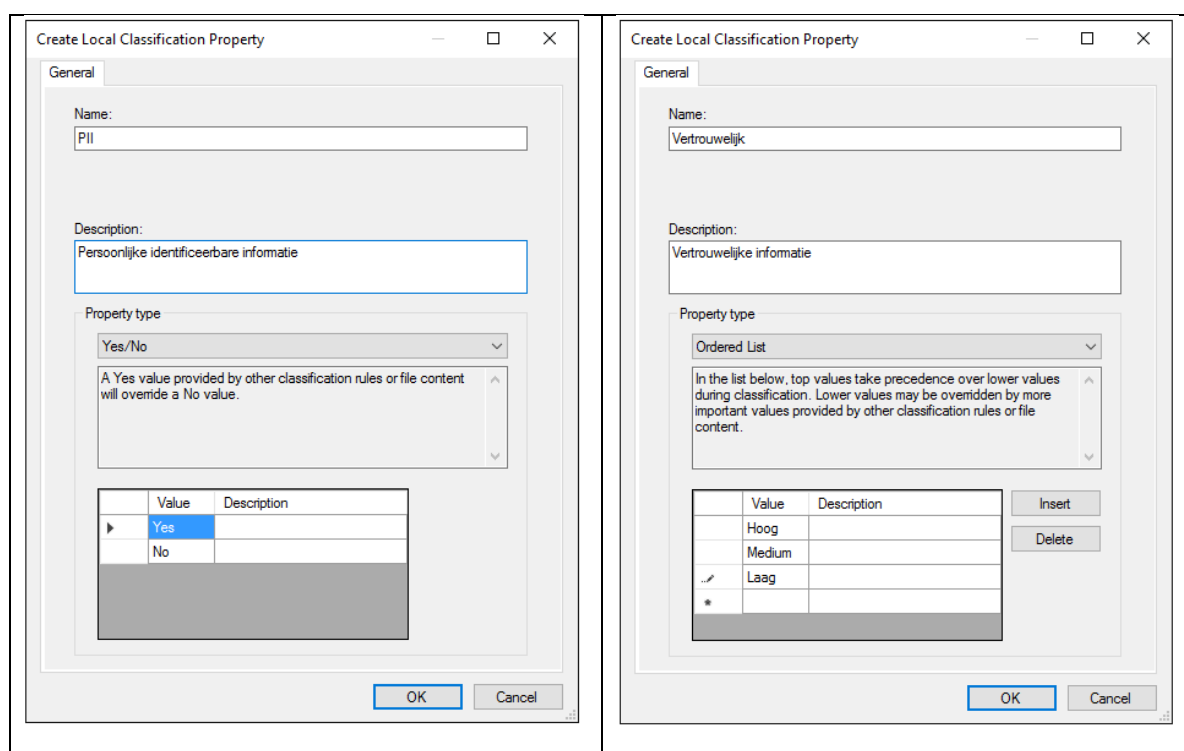 Create Local Classification Property
General
Name:
PII
Description:
Persoonlijke identificeerbare informatie
Property type
Yes/No
A Yes value provided by other classification rules or file content
will override a No value.
Value Description
Yes
No
OK Cancel
Create Local Classification Property
General
Name:
Vertrouwelijk
Description:
Vertrouwelijke informatie
Property type
Ordered List
In the list below, top values take precedence over lower values
during classification. Lower values may be overridden by more
important values provided by other classification rules or file
content.
Value Description
Hoog
Medium
Laag
Insert
Delete
OK Cancel